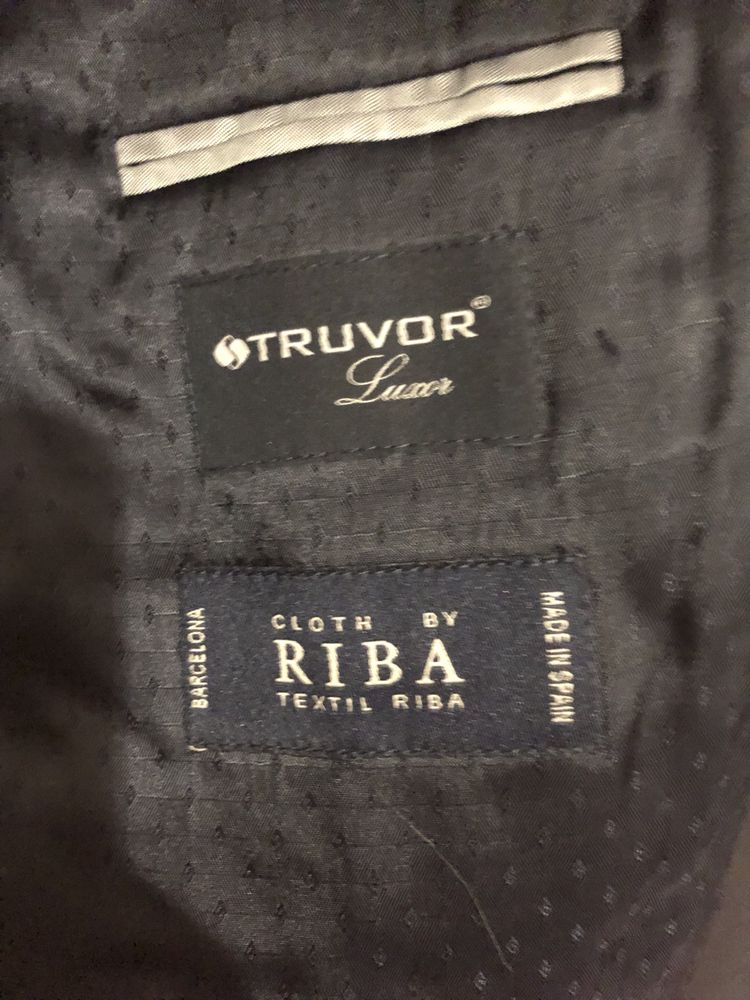 TRUVOR®
Luxor
BARCELONA
CLOTH BY
RIBA
TEXTIL RIBA
MADE IN SPAIN